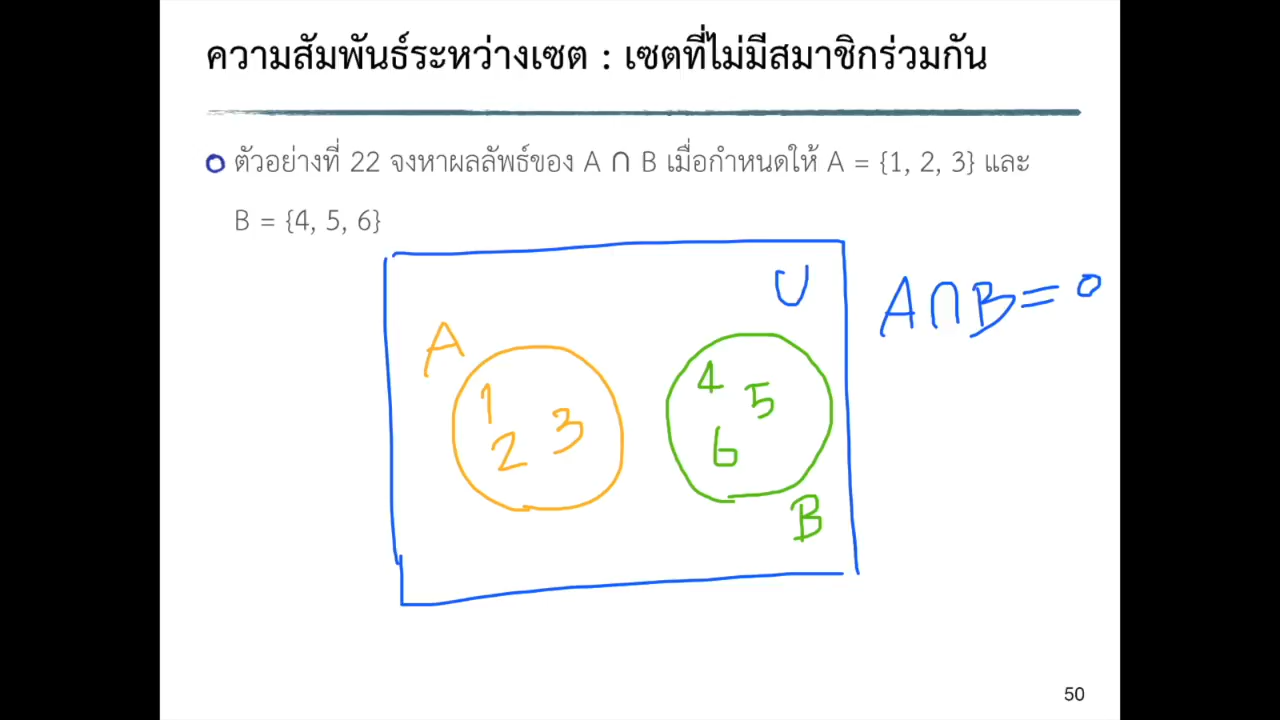 ความสัมพันธ์ระหว่างเซต : เซตที่ไม่มีสมาชิกร่วมกัน
ตัวอย่างที่ 22 จงหาผลลัพธ์ของ A ∩ B เมื่อกำหนดให้ A = {1, 2, 3} และ
B = {4, 5, 6}
U
A∩B=0
A
1
2 3
4 5
6
B
50